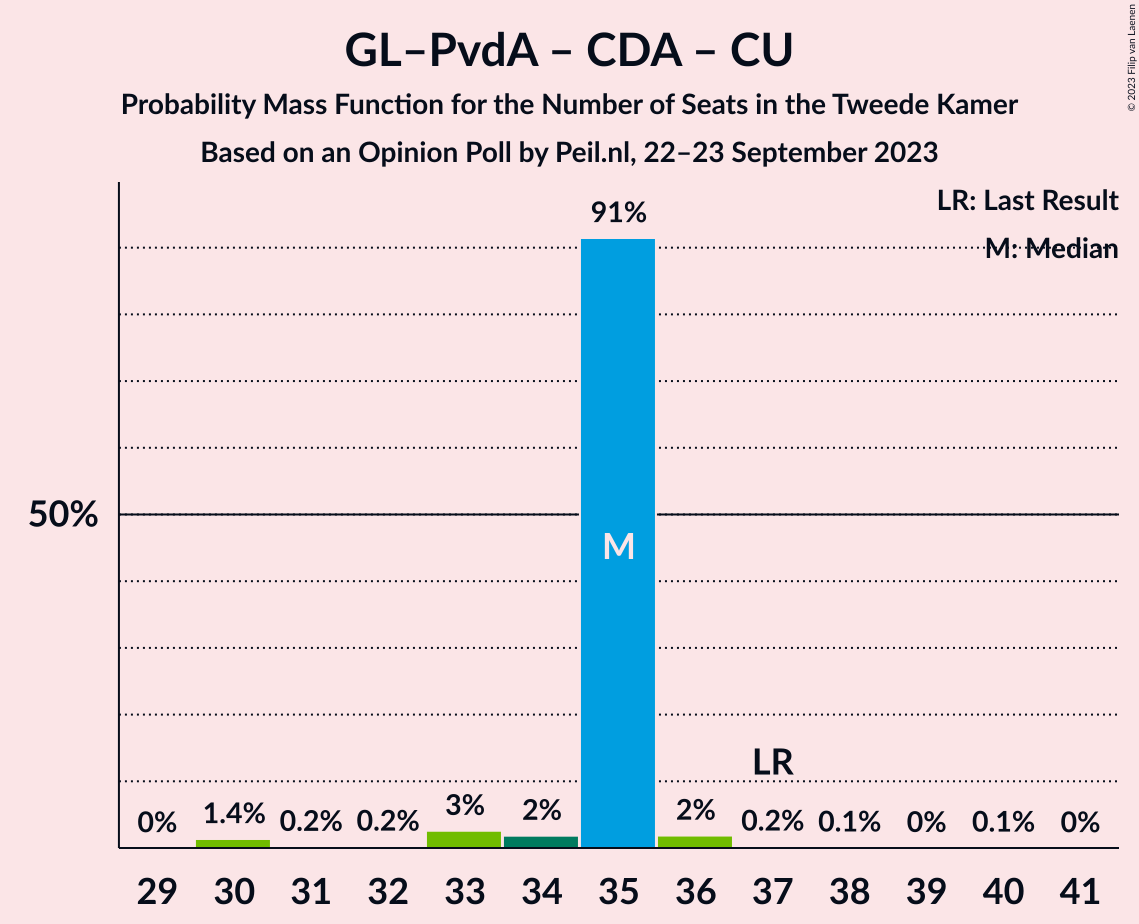 GL–PvdA – CDA – CU
Probability Mass Function for the Number of Seats in the Tweede Kamer
Based on an Opinion Poll by Peil.nl, 22–23 September 2023
© 2023 Filip van Laenen
LR: Last Result
M: Median
91%
50%
M
LR
0% 1.4% 0.2% 0.2% 3% 2% 2% 0.2% 0.1% 0% 0.1% 0%
29 30 31 32 33 34 35 36 37 38 39 40 41